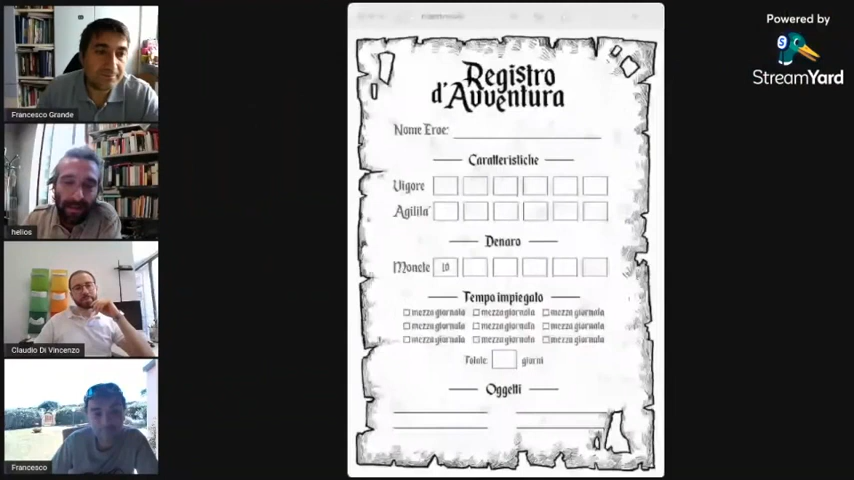 Powered by
StreamYard
Francesco Grande
helios
Claudio Di Vincenzo
Francesco
Registro
d'Avventura
Nome Eroe:
Caratteristiche
Vigore
Agilita'
Denaro
Monete 10
Tempo impiegato
mezza giornata mezza giornata mezza giornata
mezza giornata mezza giornata mezza giornata
mezza giornata mezza giornata mezza giornata
Totale: giorni
Oggetti